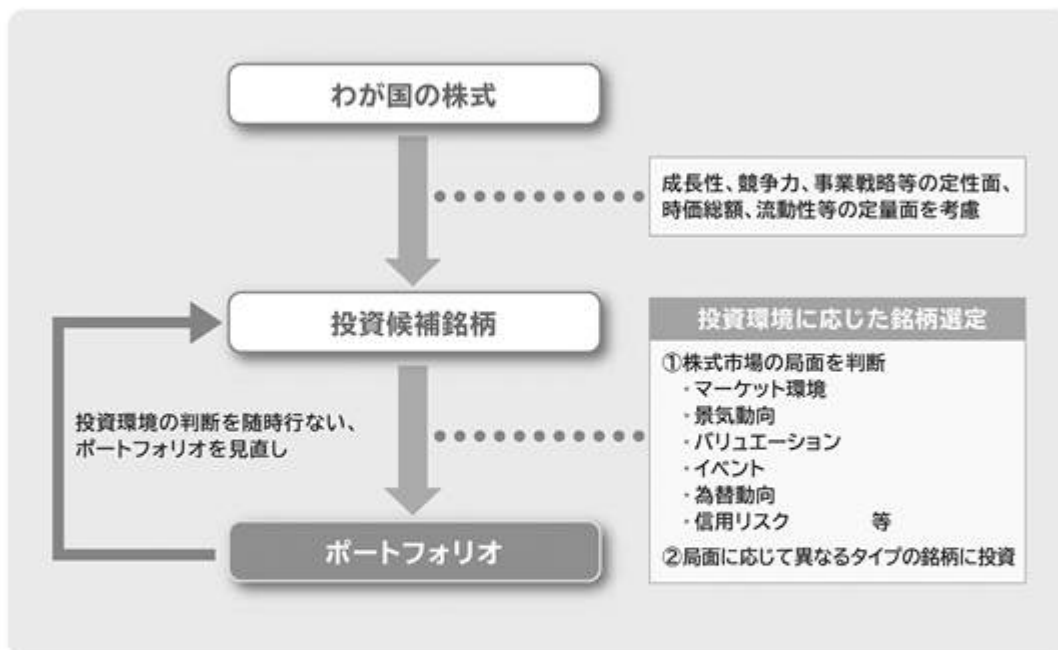 わが国の株式
成長性、競争力、事業戦略等の定性面、
時価総額、流動性等の定量面を考慮
投資候補銘柄
投資環境に応じた銘柄選定
①株式市場の局面を判断
・マーケット環境
・景気動向
・バリュエーション
・イベント
・為替動向
・信用リスク 等
②局面に応じて異なるタイプの銘柄に投資
投資環境の判断を随時行ない、
ポートフォリオを見直し
ポートフォリオ